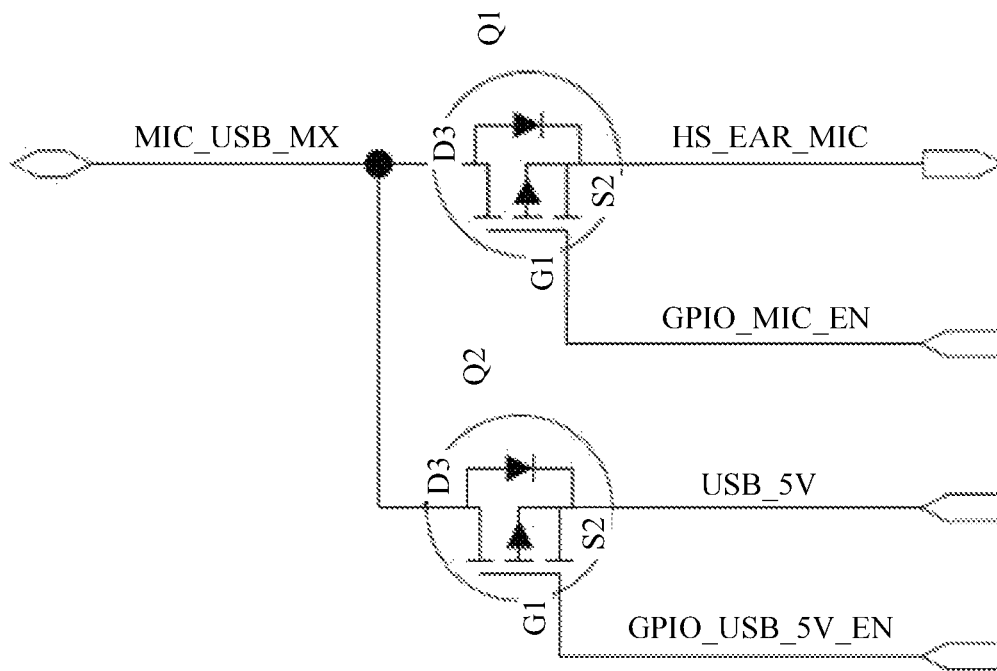 Q1
MIC_USB_MX
D3
HS_EAR_MIC
S2
G1
GPIO_MIC_EN
Q2
D3
USB_5V
S2
G1
GPIO_USB_5V_EN